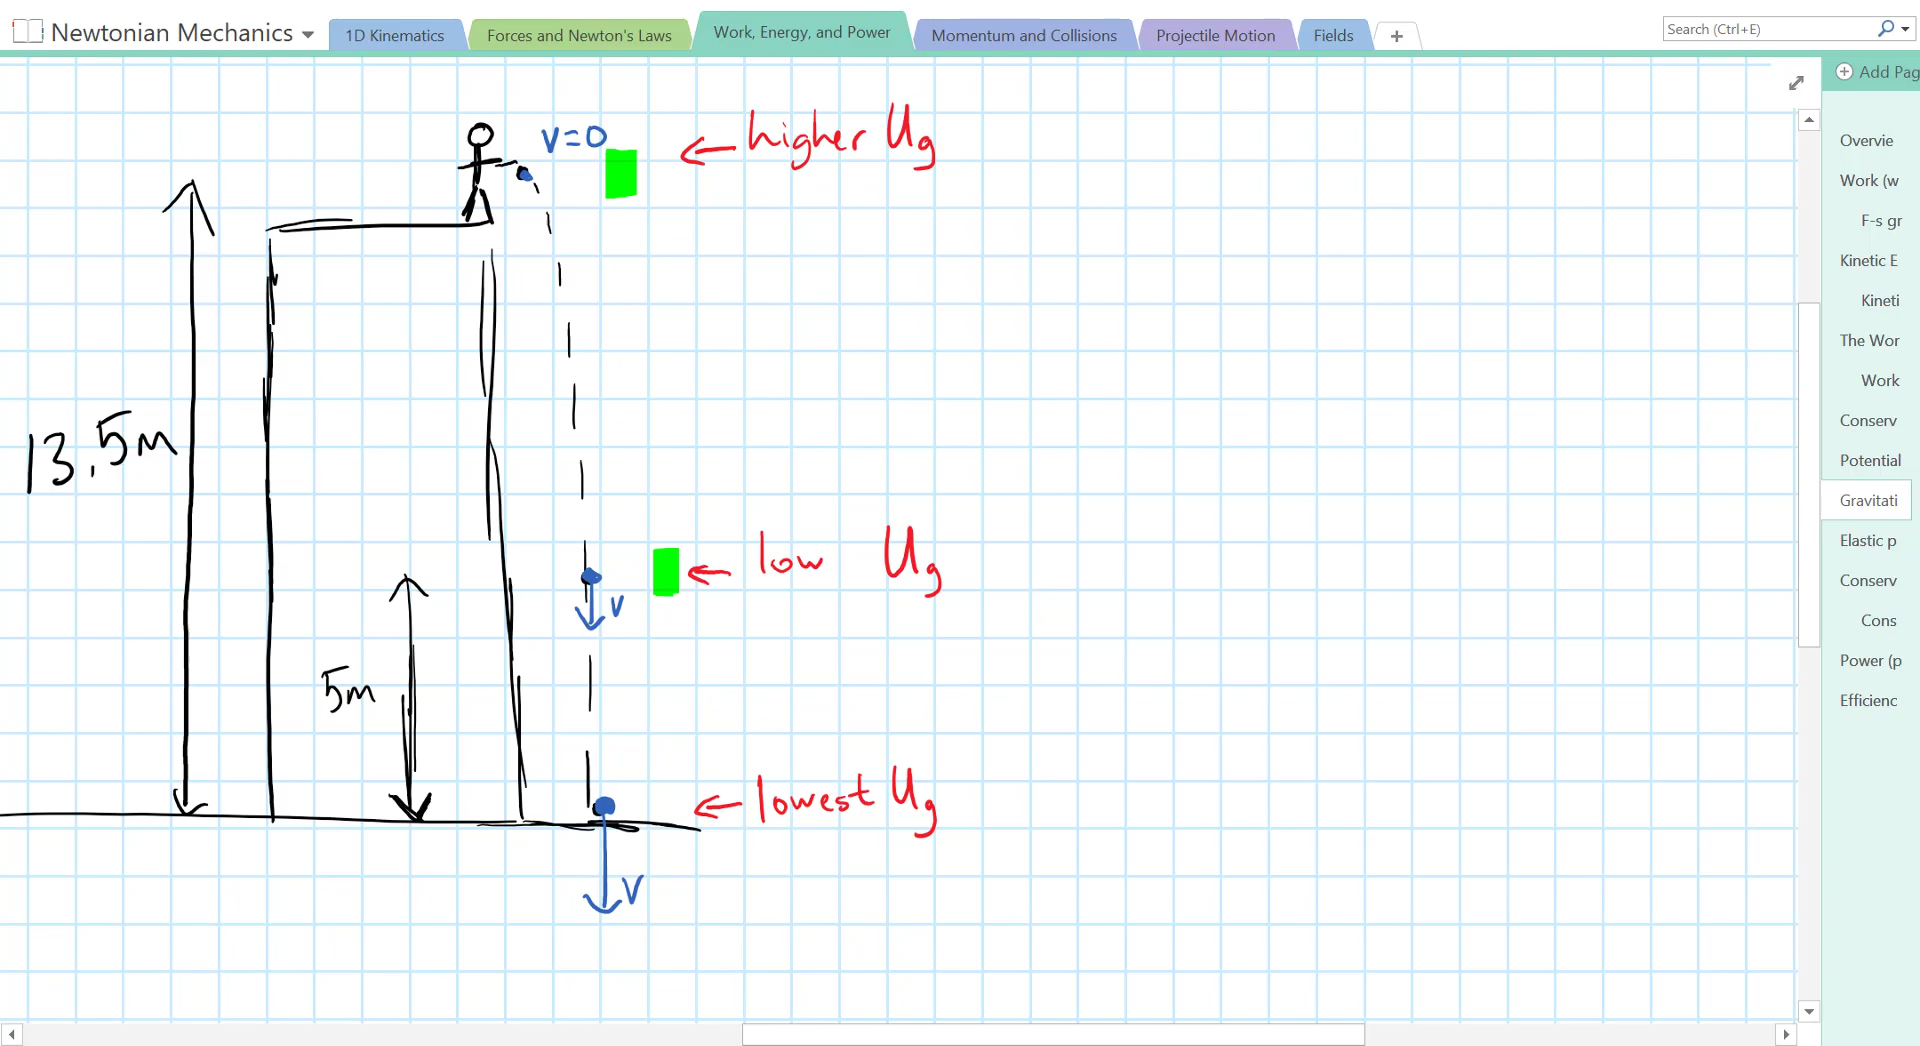 Newtonian Mechanics
1D Kinematics
Forces and Newton's Laws
Work, Energy, and Power
Momentum and Collisions
Projectile Motion
Fields
Search (Ctrl+E)
Add Pag
Overvie
Work (w
F-s gr
Kinetic E
Kineti
The Wor
Work
Conserv
Potential
Gravitati
Elastic p
Conserv
Cons
Power (p
Efficienc
v=0
higher Ug
13.5m
low Ug
v
5m
lowest Ug
v